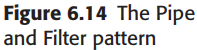 Figure 6.14 The Pipe
and Filter pattern